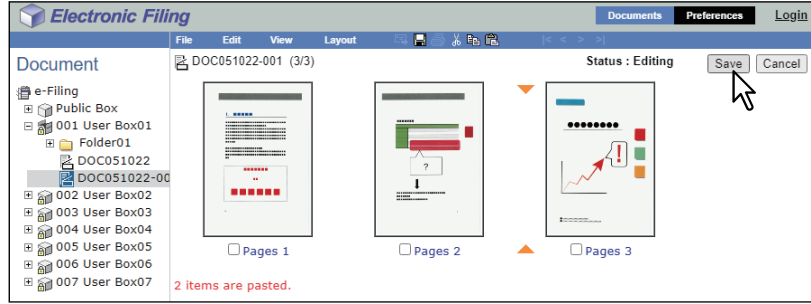 Electronic Filing
Documents
Preferences
Login
File Edit View Layout
|< < > >|
Document
DOC051022-001 (3/3)
Status : Editing
Save
Cancel
e-Filing
Public Box
001 User Box01
Folder01
DOC051022
DOC051022-00
002 User Box02
003 User Box03
004 User Box04
005 User Box05
006 User Box06
007 User Box07
?
!
Pages 1
Pages 2
Pages 3
2 items are pasted.